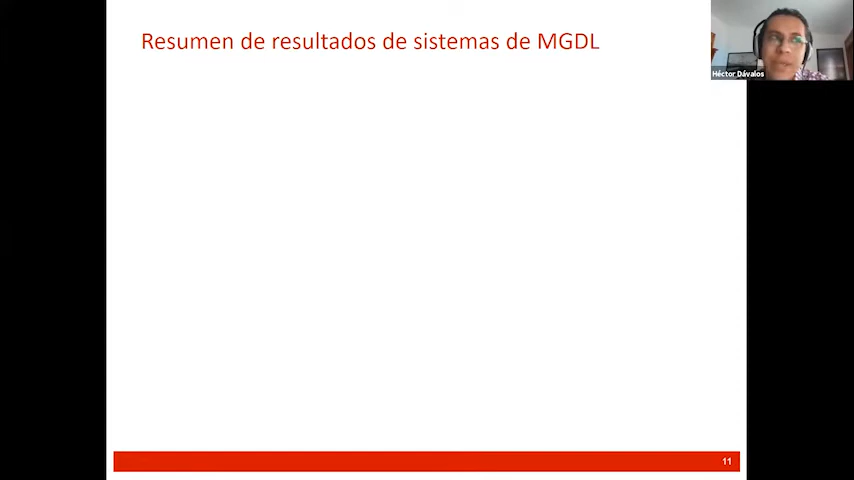 Resumen de resultados de sistemas de MGDL
Héctor Dávalos
11